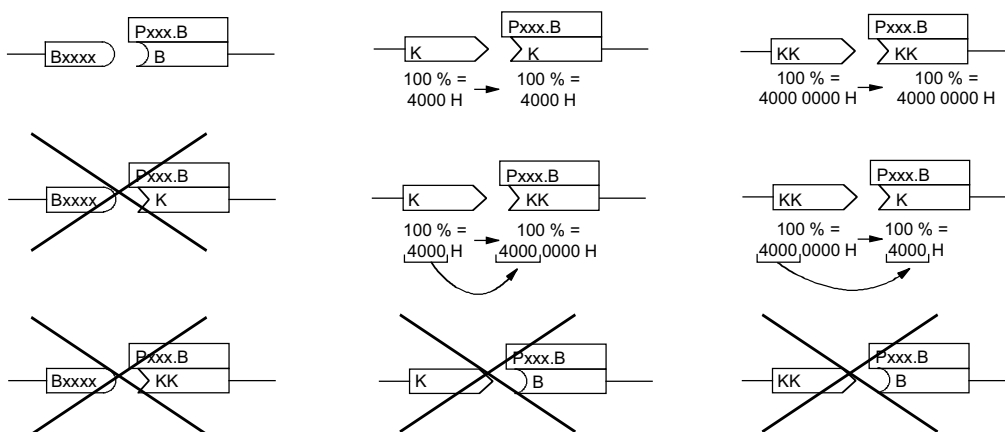 Pxxx.B
Bxxxx B
Pxxx.B
K K
100 % = 100 % =
4000 H 4000 H
Pxxx.B
KK KK
100 % = 100 % =
4000 0000 H 4000 0000 H
Pxxx.B
Bxxxx K
Pxxx.B
K KK
100 % = 100 % =
4000 H 4000 0000 H
Pxxx.B
KK K
100 % = 100 % =
4000 0000 H 4000 H
Pxxx.B
Bxxxx KK
Pxxx.B
K B
Pxxx.B
KK B